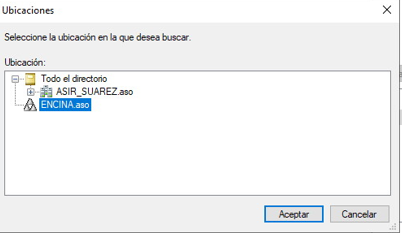 Ubicaciones
Seleccione la ubicación en la que desea buscar.
Ubicación:
Todo el directorio
ASIR_SUAREZ.aso
ENCINA.aso
Aceptar
Cancelar